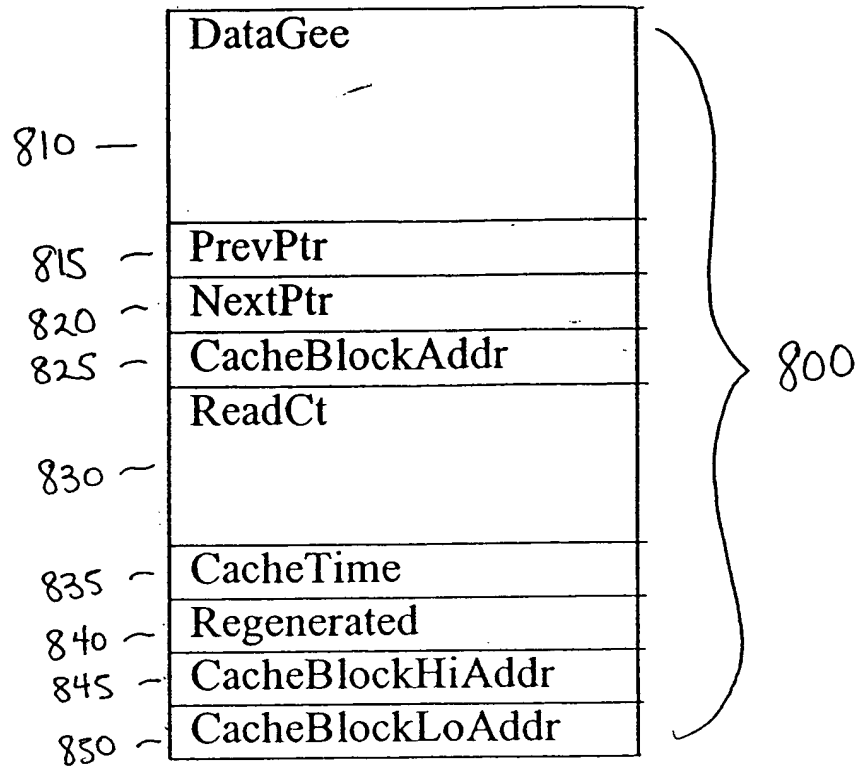 DataGee
810
815 PrevPtr
820 NextPtr
825 CacheBlockAddr
ReadCt
800
830
835 CacheTime
840 Regenerated
845 CacheBlockHiAddr
850 CacheBlockLoAddr